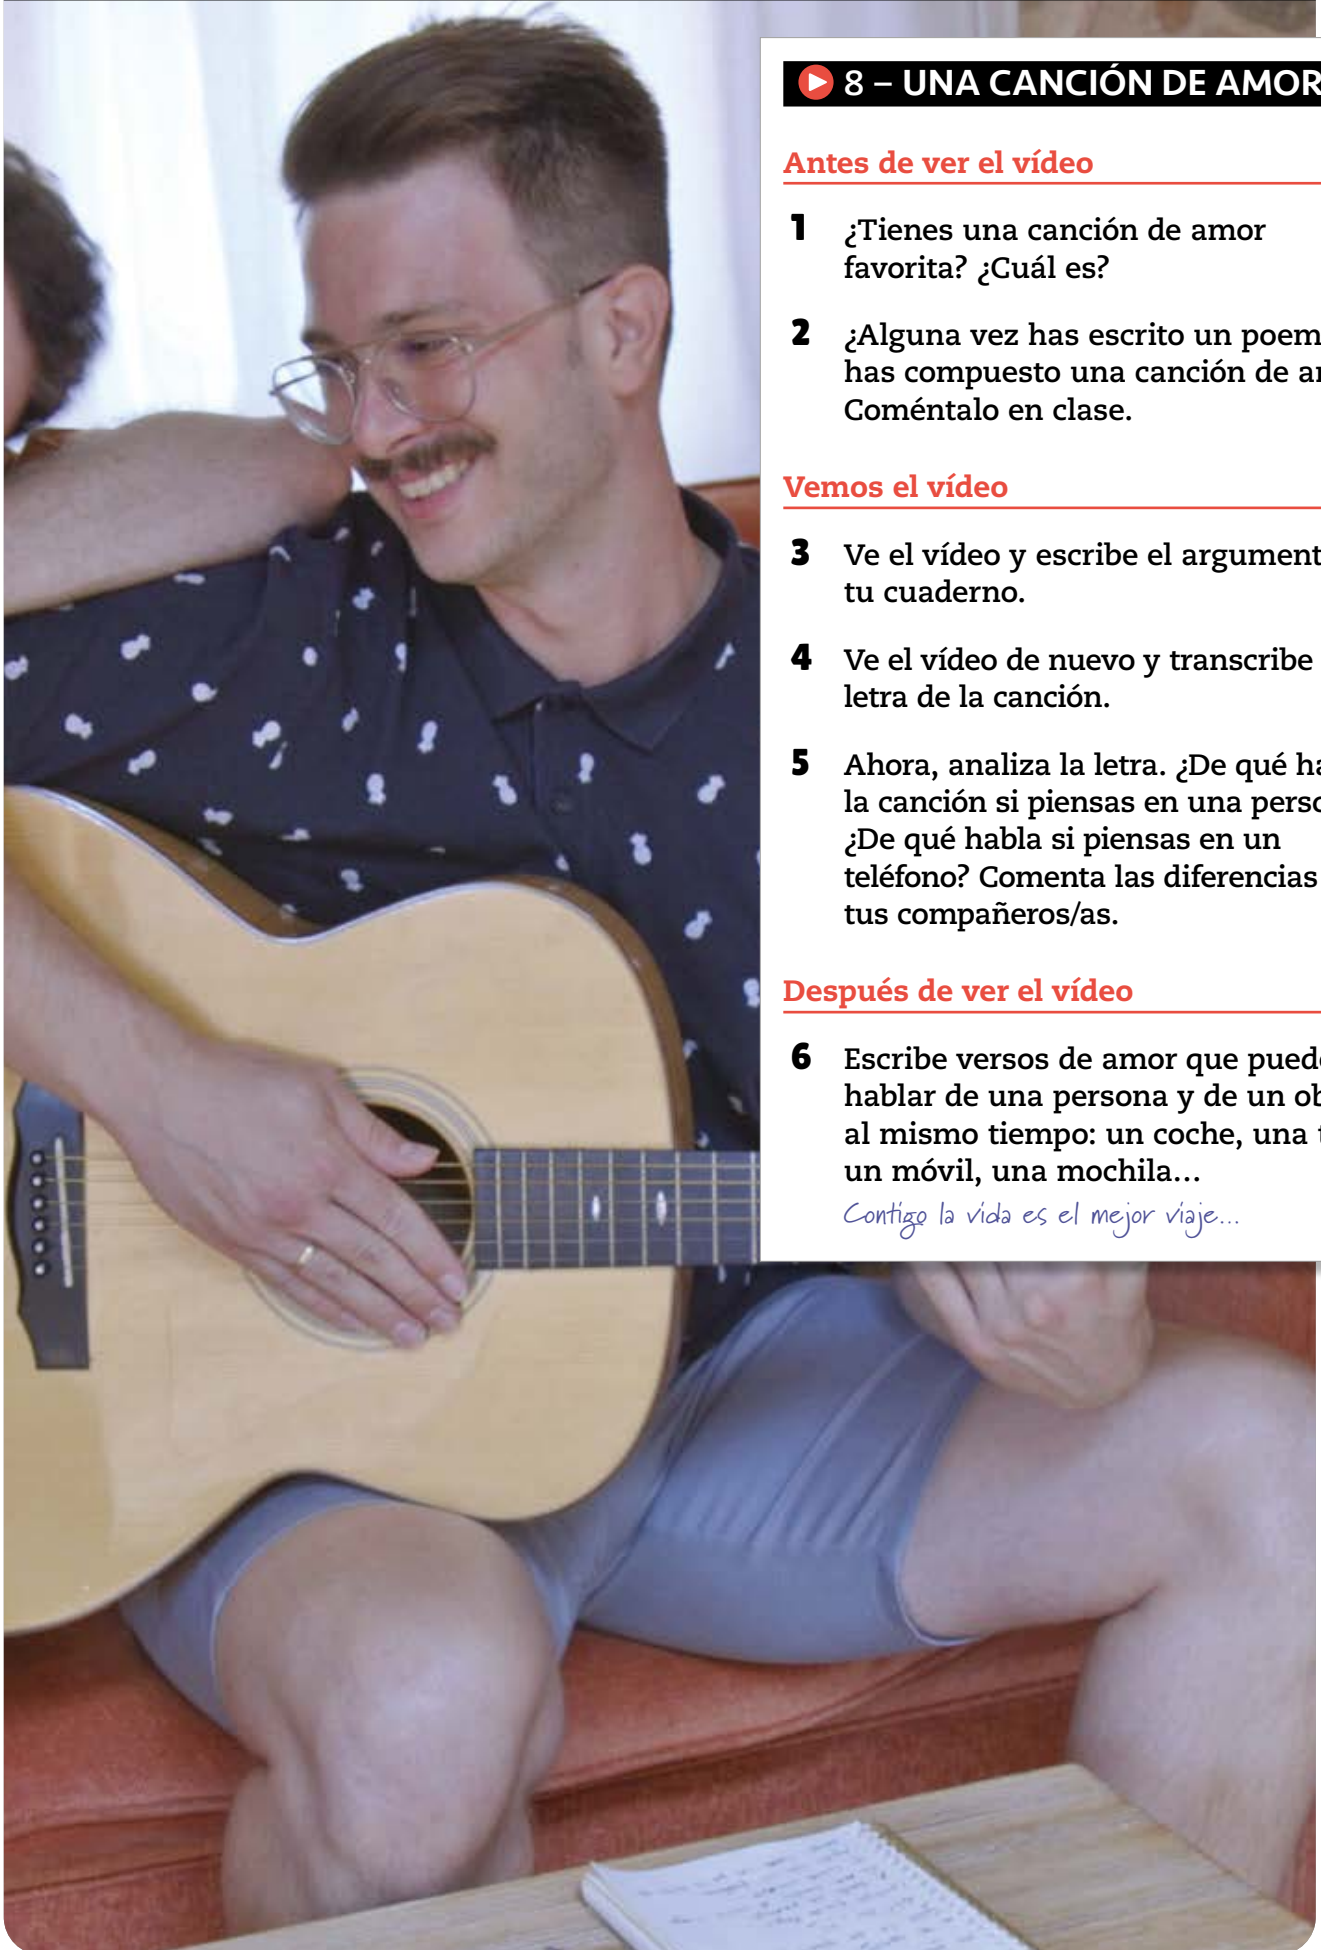 8 – UNA CANCIÓN DE AMOR
Antes de ver el vídeo
1 ¿Tienes una canción de amor
favorita? ¿Cuál es?
2 ¿Alguna vez has escrito un
has compuesto una canción de
Coméntalo en clase.
Vemos el vídeo
3 Ve el vídeo y escribe el
tu cuaderno.
4 Ve el vídeo de nuevo y transcribe
letra de la canción.
5 Ahora, analiza la letra. ¿De qué
la canción si piensas en una
¿De qué habla si piensas en un
teléfono? Comenta las diferencias
tus compañeros/as.
Después de ver el vídeo
6 Escribe versos de amor que
hablar de una persona y de un
al mismo tiempo: un coche, una
un móvil, una mochila...
Contigo la vida es el mejor viaje...